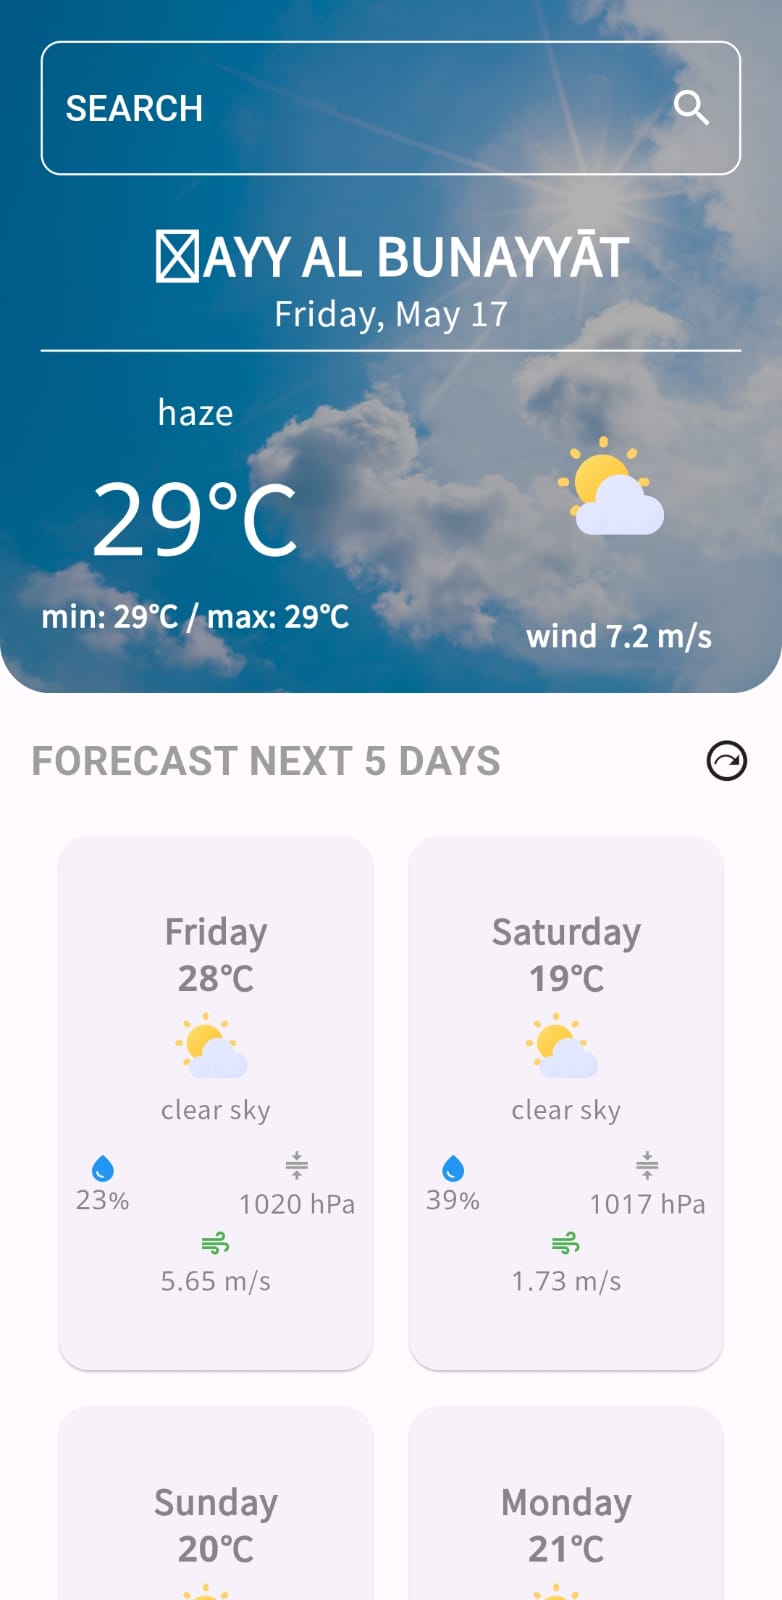 SEARCH
AYY AL BUNAYYĀT
Friday, May 17
haze
29°C
min: 29°C / max: 29°C
wind 7.2 m/s
FORECAST NEXT 5 DAYS
Friday
28°C
clear sky
23%
1020 hPa
5.65 m/s
Saturday
19°C
clear sky
39%
1017 hPa
1.73 m/s
Sunday
20°C
Monday
21°C